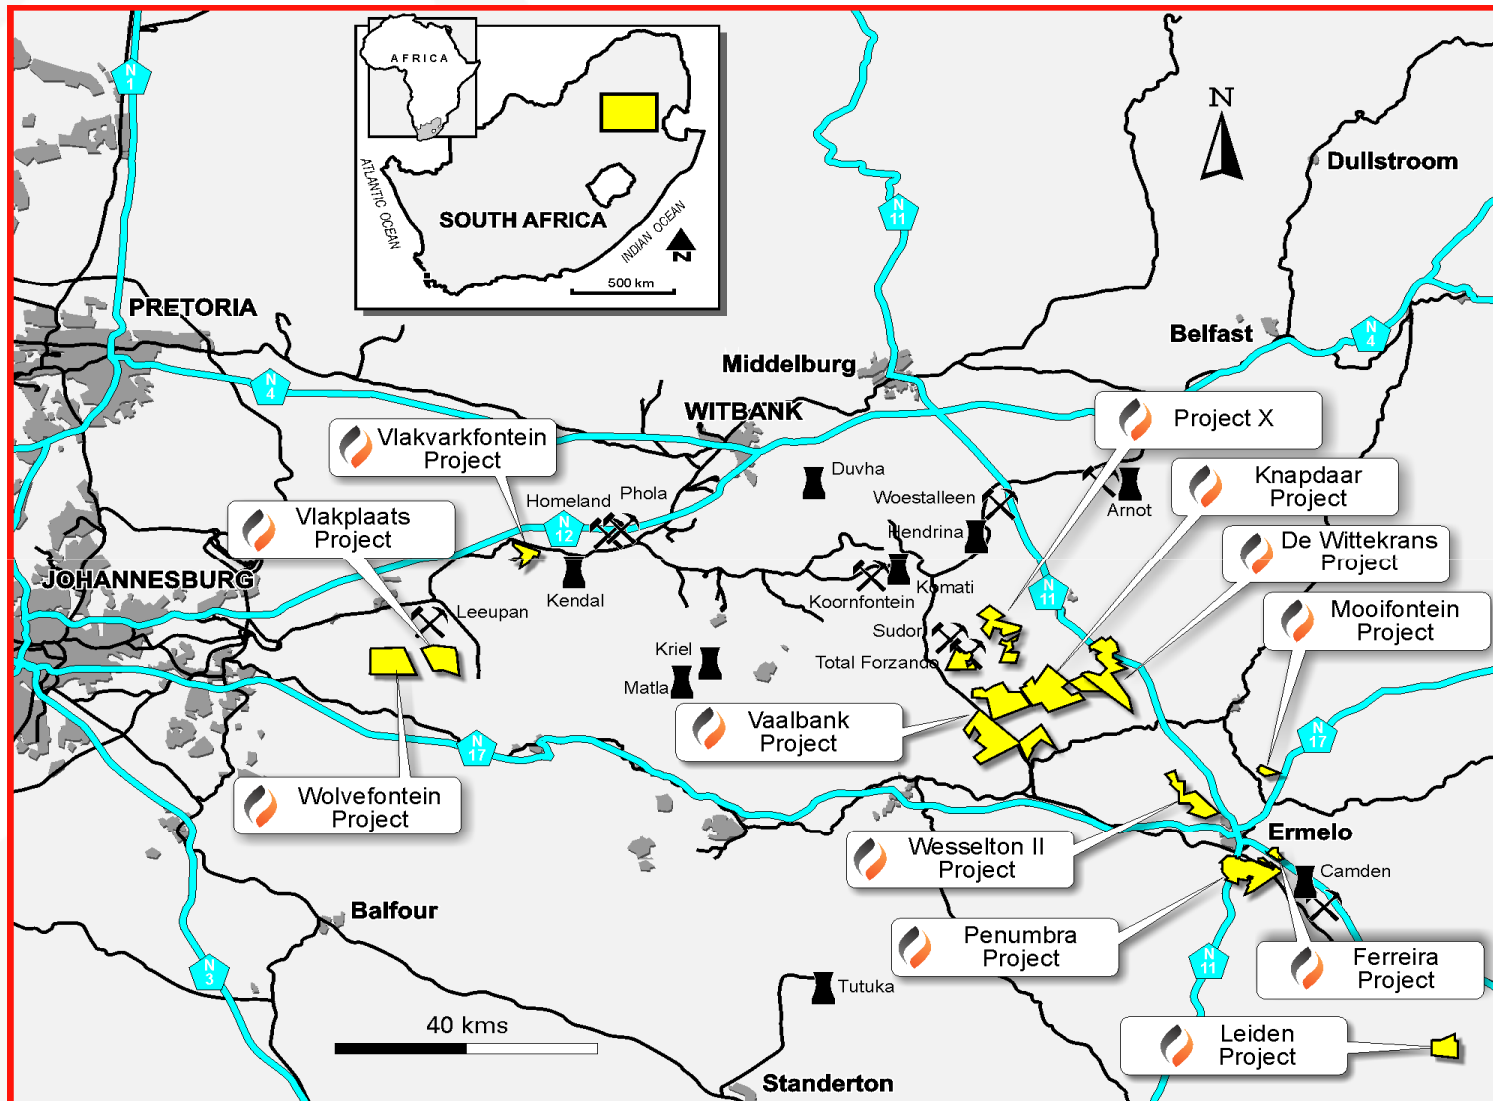 AFRICA
ATLANTIC OCEAN
SOUTH AFRICA
INDIAN OCEAN
N
500 km
N
N
1
N
11
Dullstroom
PRETORIA
Belfast
N
4
Middelburg
N
4
WITBANK
Project X
Vlakvarkfontein
Project
Duvha
Knapdaar
Project
Homeland
Phola
Woestalleen
Arnot
Vlakplaats
Project
N
12
Hendrina
De Wittekrans
Project
JOHANNESBURG
Kendal
Koornfontein
Komati
N
11
Leeupan
Mooifontein
Project
Sudor
Total Forzando
Kriel
Matla
Vaalbank
Project
N
17
N
17
Wolvefontein
Project
Ermelo
Wesselton II
Project
Camden
Balfour
Penumbra
Project
N
11
Ferreira
Project
N
3
Tutuka
40 kms
Leiden
Project
Standerton